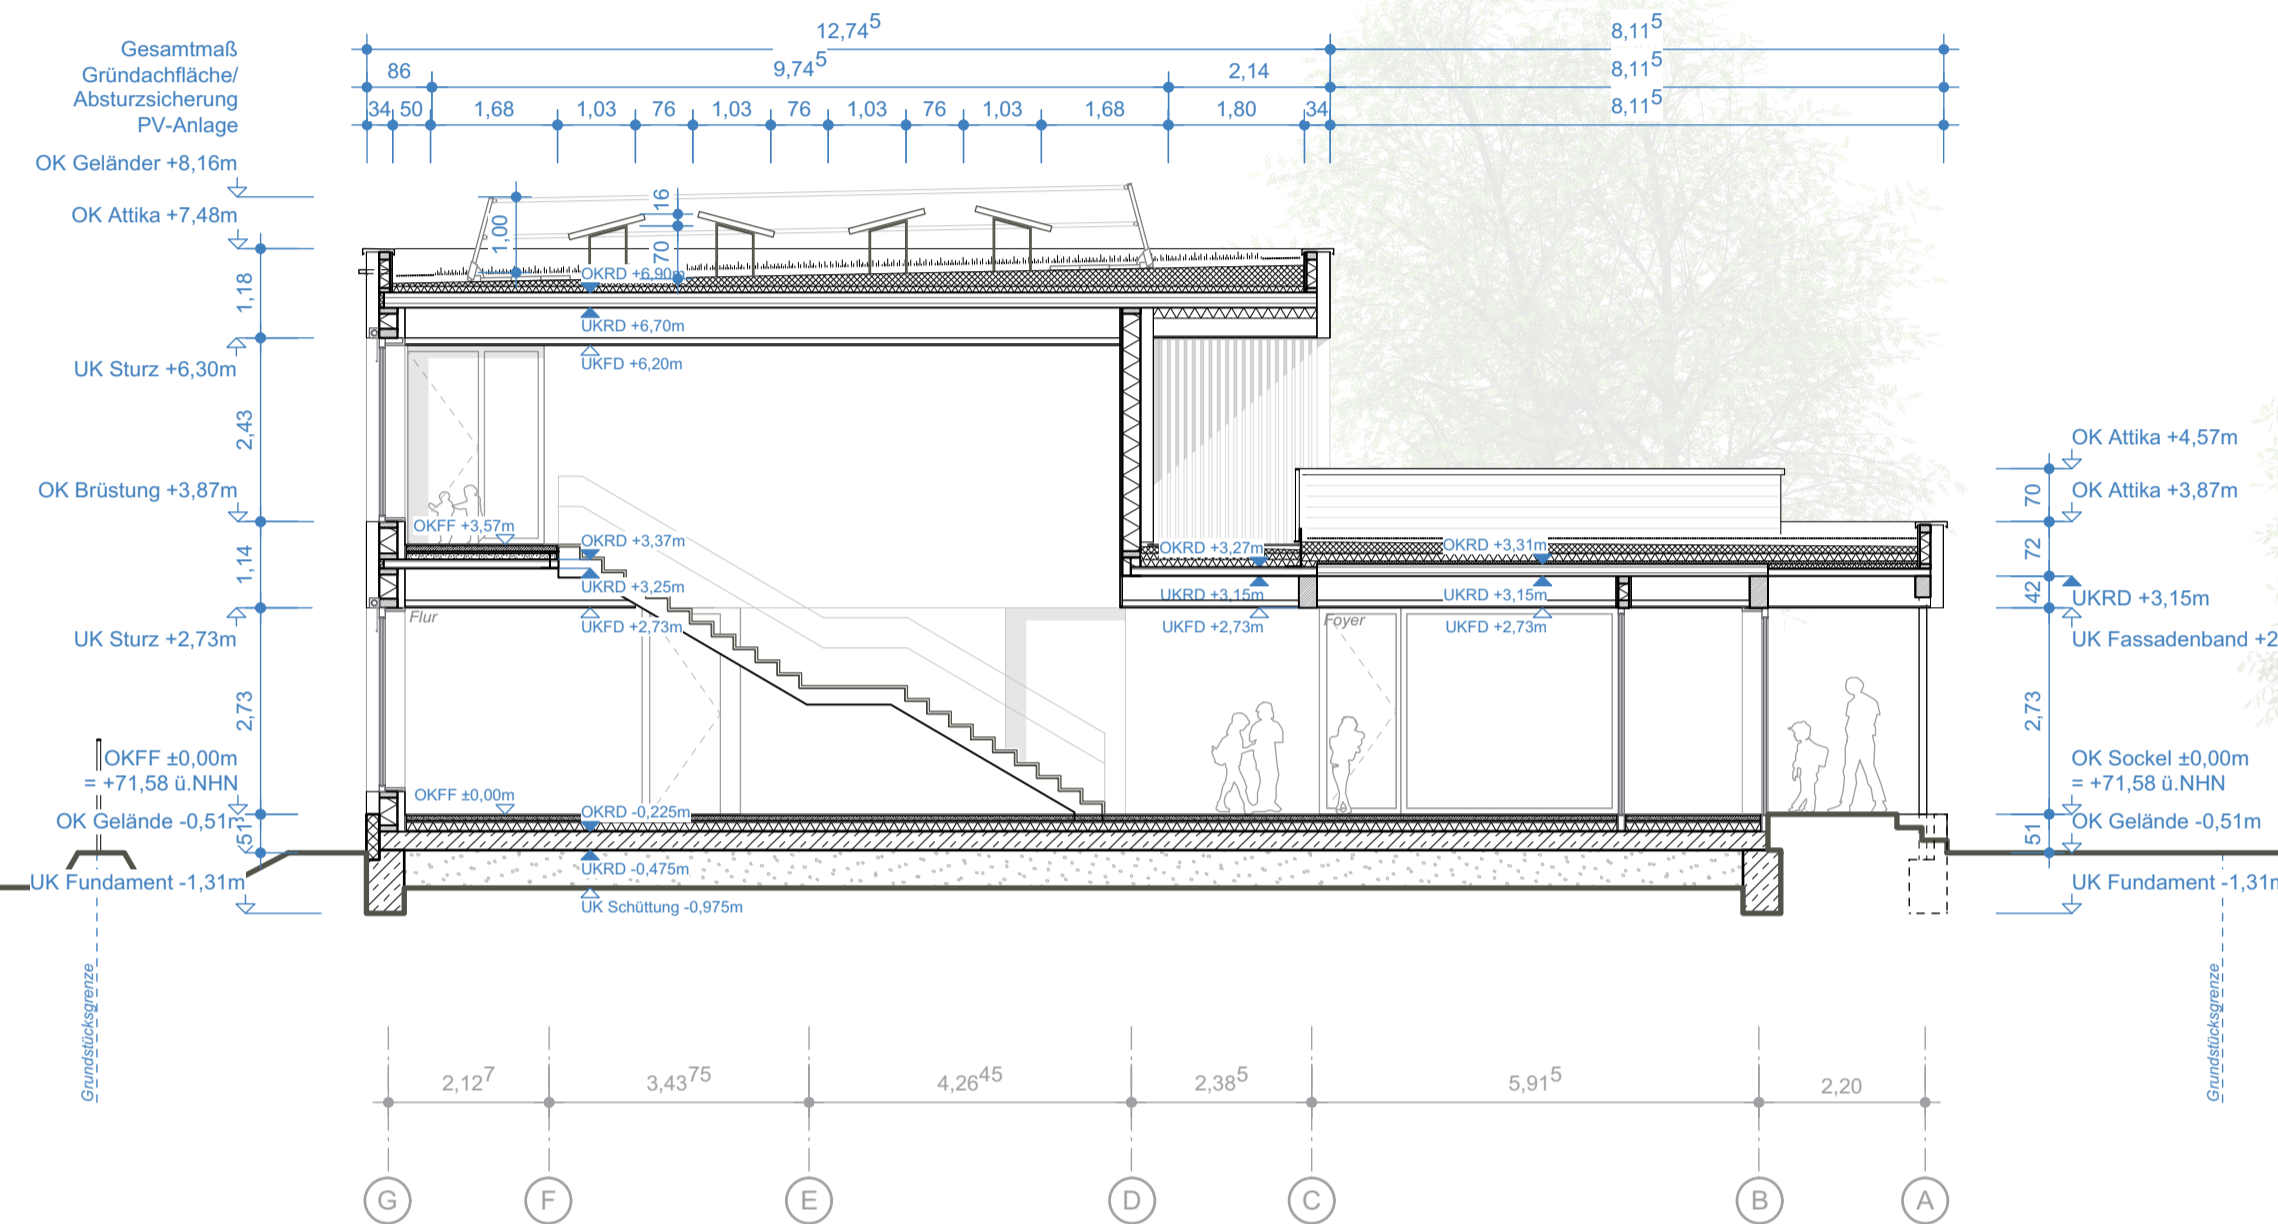 12,74⁵ 8,11⁵
Gesamtmaß
86 9,74⁵ 2,14 8,11⁵
Gründachfläche/
Absturzsicherung
34 50 1,68 1,03 76 1,03 76 1,03 76 1,03 1,68 1,80 34 8,11⁵
PV-Anlage
OK Geländer +8,16m
16
1,00
70
OK Attika +7,48m
OKRD +6,90m
1,18
UKRD +6,70m
UK Sturz +6,30m
UKFD +6,20m
2,43
OK Attika +4,57m
OK Brüstung +3,87m
70
OK Attika +3,87m
OKFF +3,57m
OKRD +3,37m
OKRD +3,27m
OKRD +3,31m
72
1,14
UKRD +3,25m
UKRD +3,15m
UKRD +3,15m
42
UKRD +3,15m
Flur
UKFD +2,73m
UKFD +2,73m
Foyer
UKFD +2,73m
UK Sturz +2,73m
UK Fassadenband +2
2,73
2,73
OKFF ±0,00m
= +71,58 ü.NHN
OK Sockel ±0,00m
= +71,58 ü.NHN
OKFF ±0,00m
OKRD -0,225m
OK Gelände -0,51m
51
51
OK Gelände -0,51m
UKRD -0,475m
UK Fundament -1,31m
UK Schüttung -0,975m
UK Fundament -1,31m
Grundstücksgrenze
Grundstücksgrenze
2,12⁷ 3,43⁷⁵ 4,26⁴⁵ 2,38⁵ 5,91⁵ 2,20
G F E D C B A